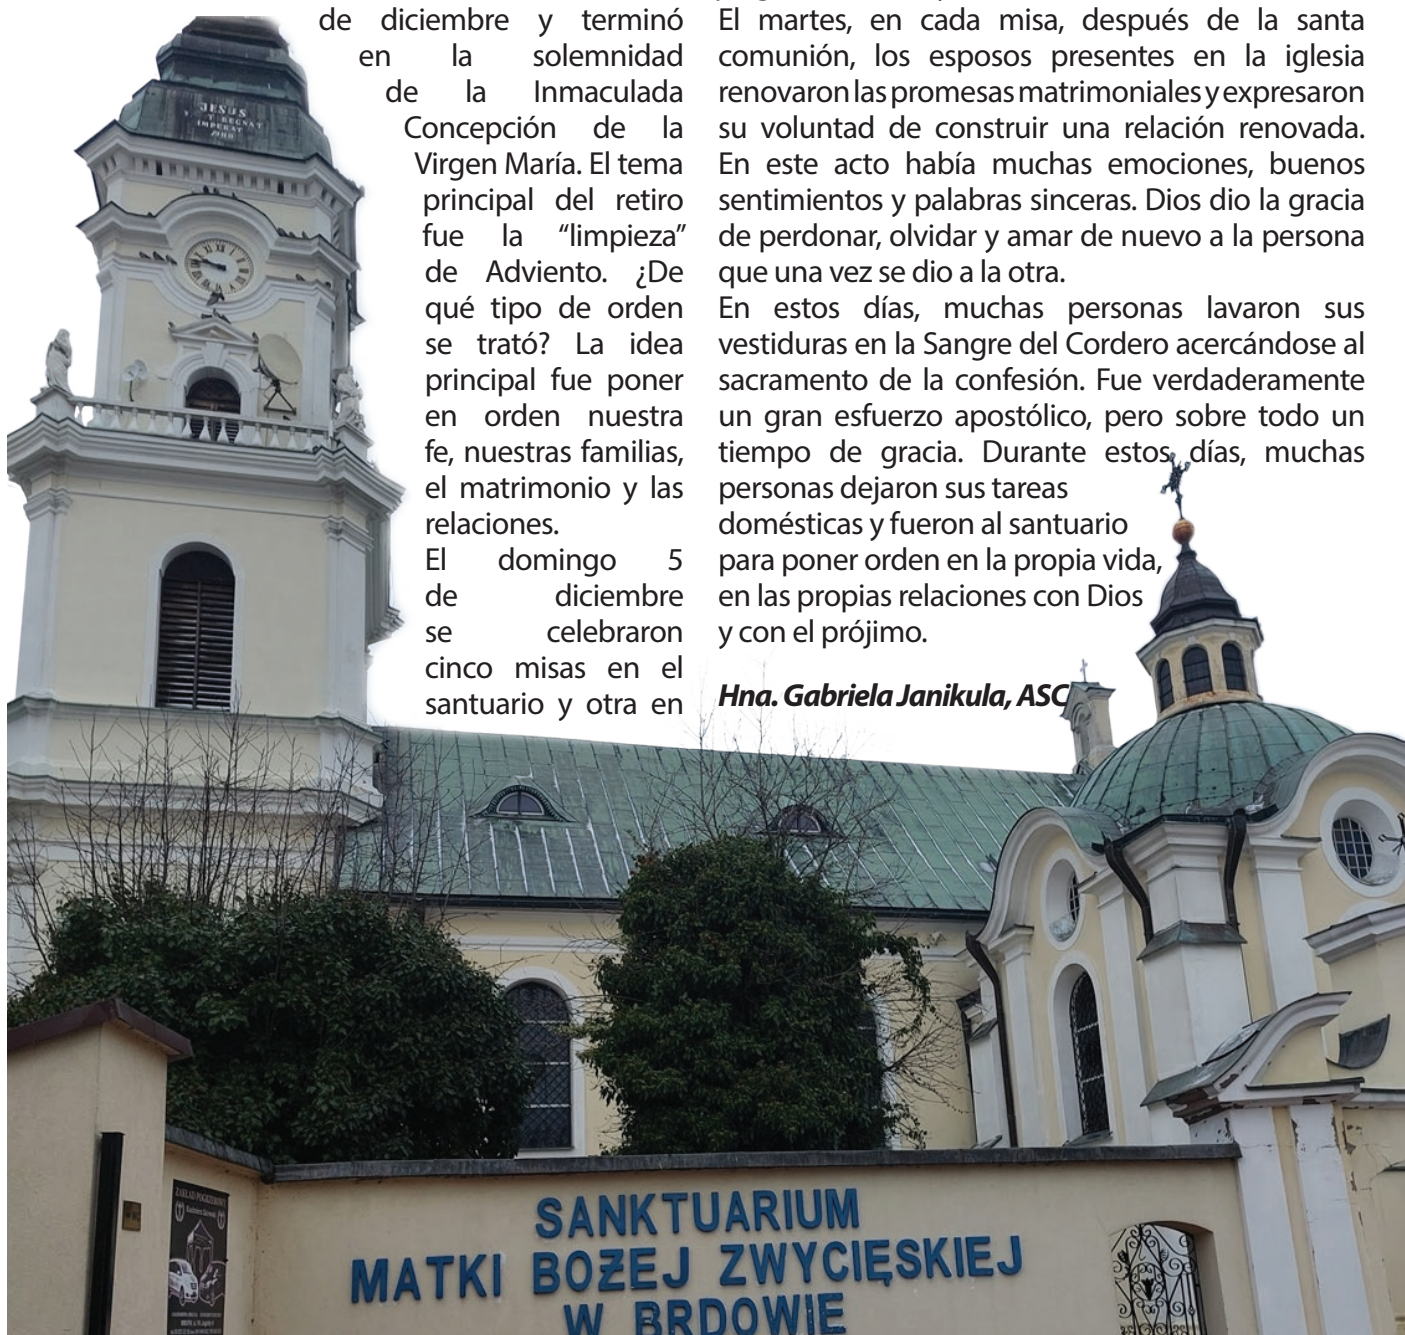 de diciembre y terminó
en la solemnidad
de la Inmaculada
Concepción de la
Virgen María. El tema
principal del retiro
fue la “limpieza”
de Adviento. ¿De
qué tipo de orden
se trató? La idea
principal fue poner
en orden nuestra
fe, nuestras familias,
el matrimonio y las
relaciones.
El domingo 5
de diciembre
se celebraron
cinco misas en el
santuario y otra en
El martes, en cada misa, después de la santa
comunión, los esposos presentes en la iglesia
renovaron las promesas matrimoniales y expresaron
su voluntad de construir una relación renovada.
En este acto había muchas emociones, buenos
sentimientos y palabras sinceras. Dios dio la gracia
de perdonar, olvidar y amar de nuevo a la persona
que una vez se dio a la otra.
En estos días, muchas personas lavaron sus
vestiduras en la Sangre del Cordero acercándose al
sacramento de la confesión. Fue verdaderamente
un gran esfuerzo apostólico, pero sobre todo un
tiempo de gracia. Durante estos días, muchas
personas dejaron sus tareas
domésticas y fueron al santuario
para poner orden en la propia vida,
en las propias relaciones con Dios
y con el prójimo.
Hna. Gabriela Janikula, ASC
JESUS
REGNAT
IMPERAT
ZAKŁAD POGRZEBOWY
SANKTUARIUM
MATKI BOŻEJ ZWYCIĘSKIEJ
W BRDOWIE